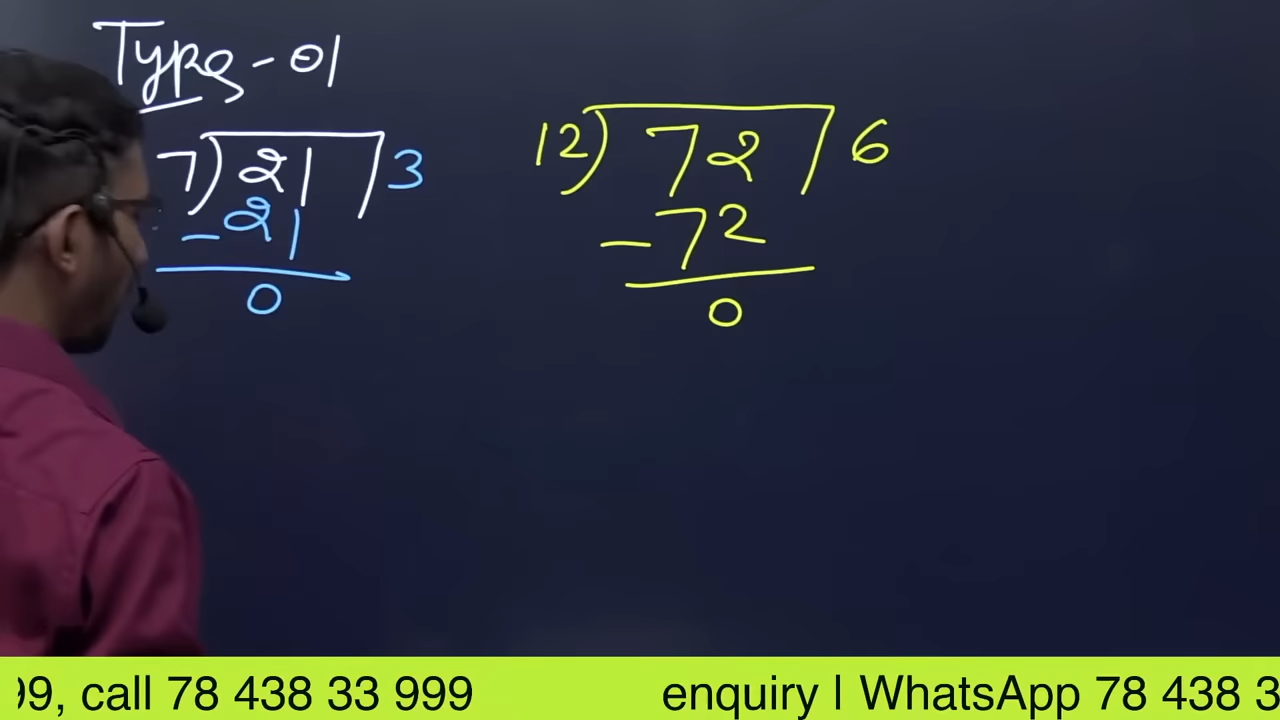 Type-01
7) 21 ) 3
-21
0
12) 72 ) 6
-72
0
99, call 78 438 33 999 enquiry | WhatsApp 78 438 3